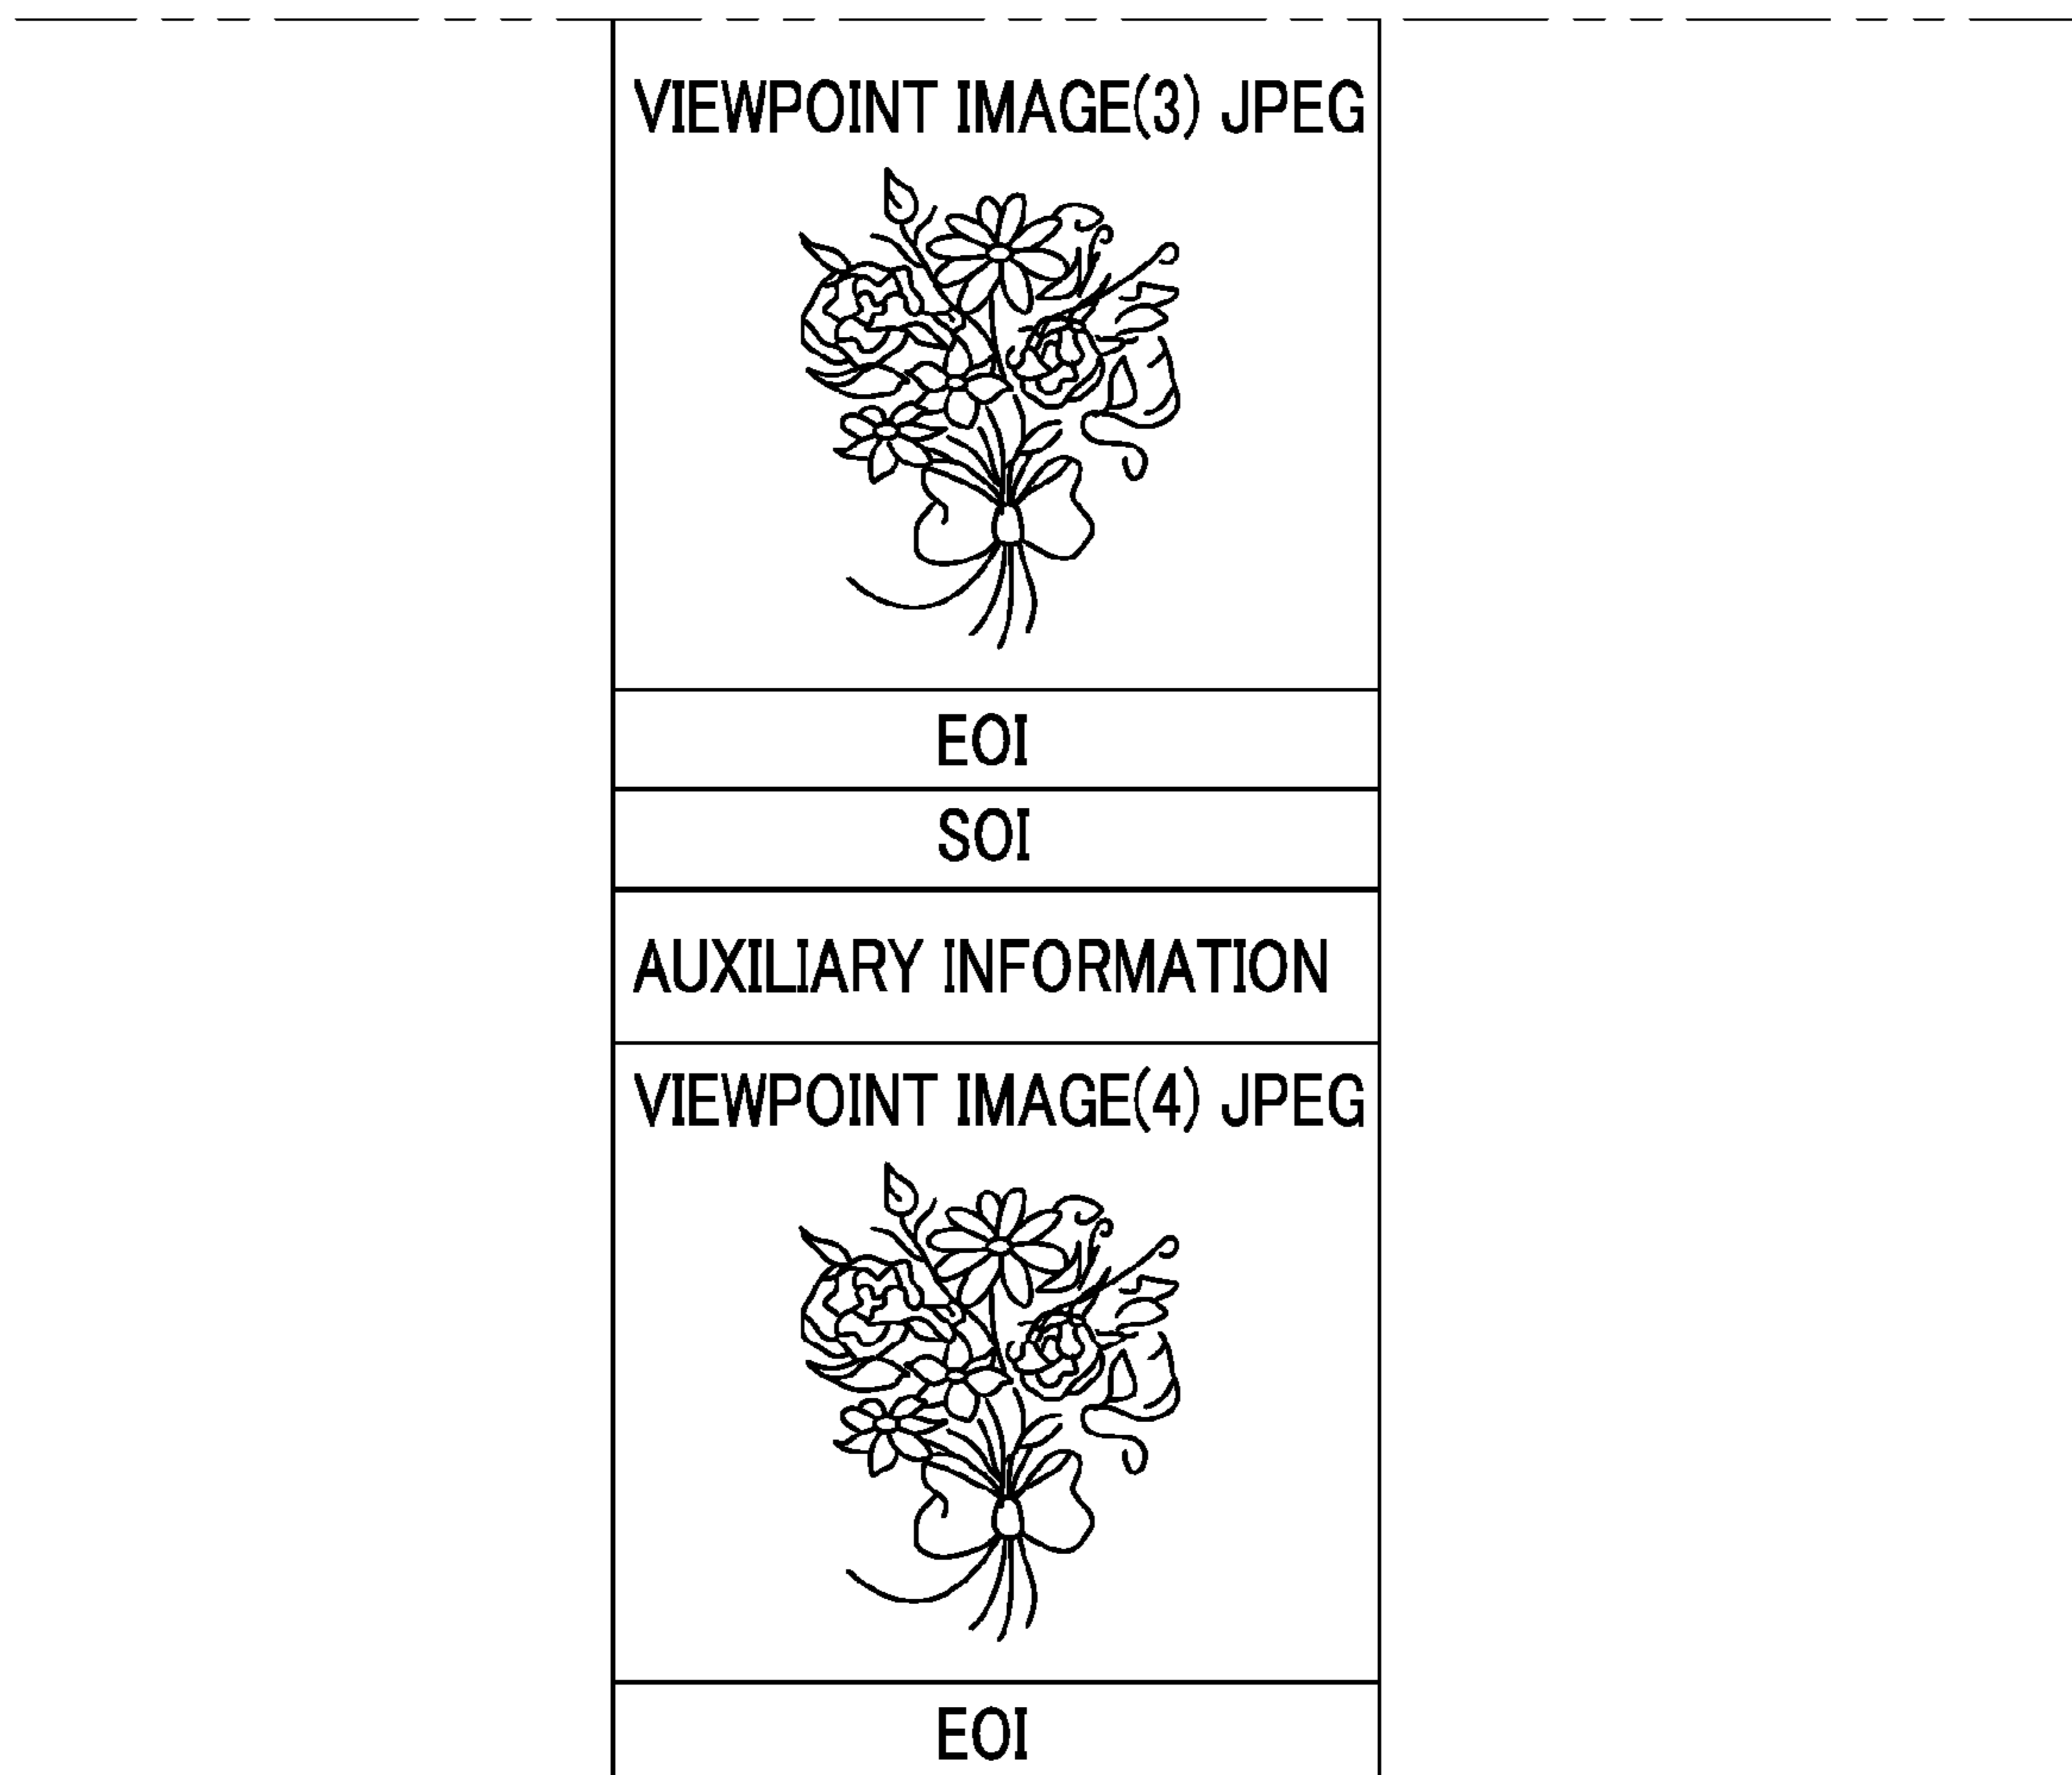 VIEWPOINT IMAGE(3) JPEG
EOI
SOI
AUXILIARY INFORMATION
VIEWPOINT IMAGE(4) JPEG
EOI